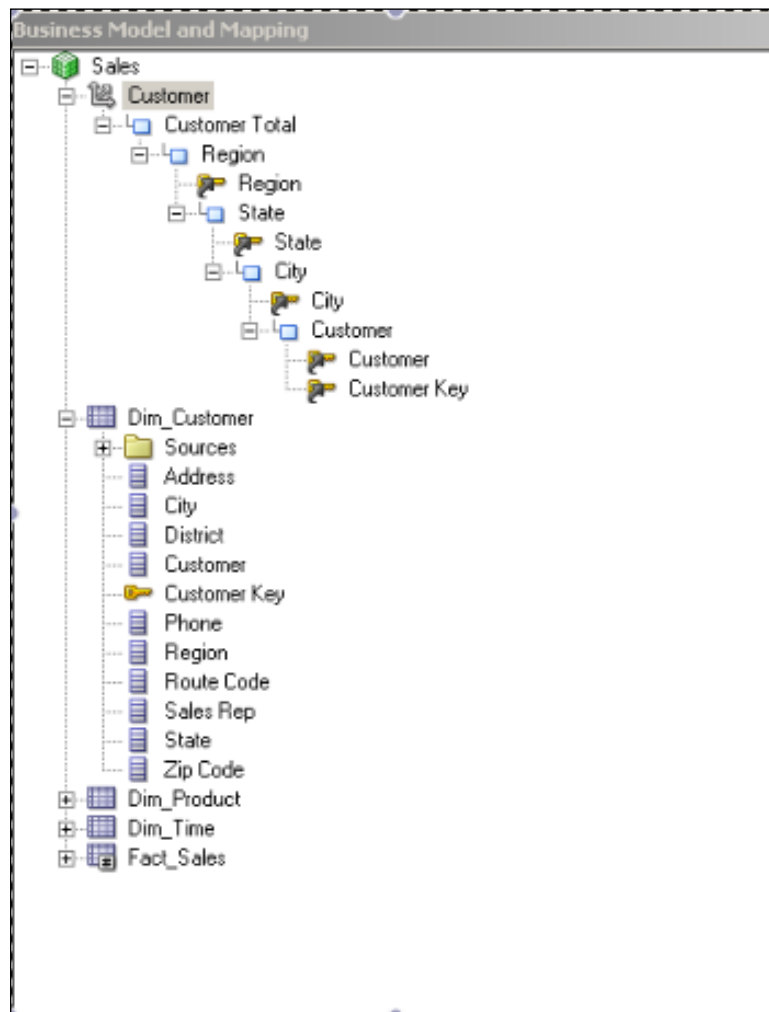 Business Model and Mapping
Sales
Customer
Customer Total
Region
Region
State
State
City
City
Customer
Customer
Customer Key
Dim_Customer
Sources
Address
City
District
Customer
Customer Key
Phone
Region
Route Code
Sales Rep
State
Zip Code
Dim_Product
Dim_Time
Fact_Sales